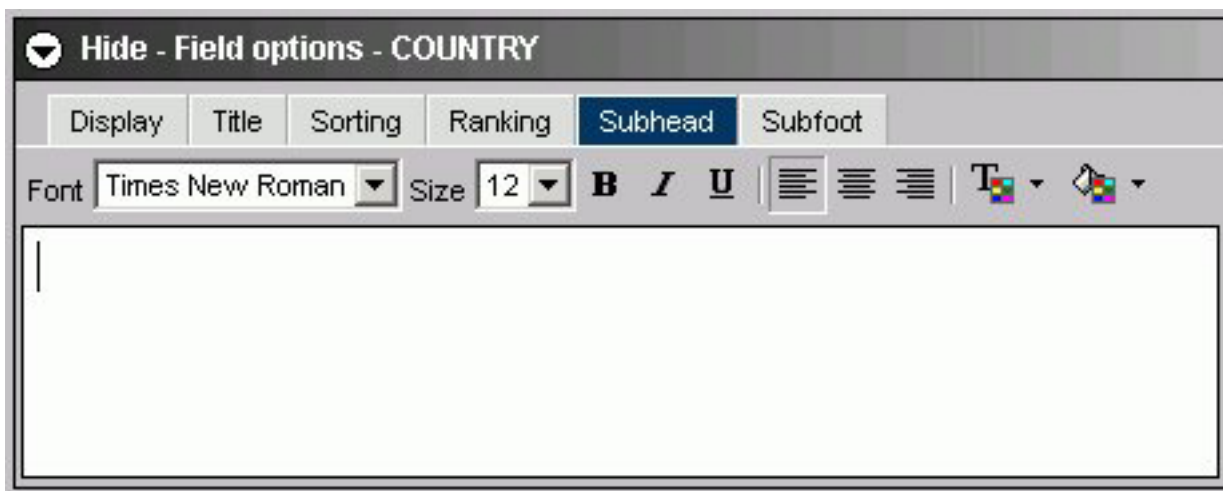 Hide - Field options - COUNTRY
Display Title Sorting Ranking Subhead Subfoot
Font Times New Roman Size 12 B I U T